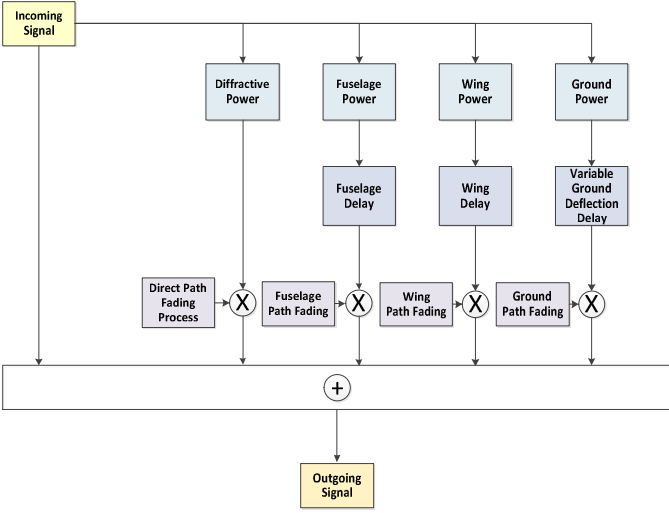 Incoming
Signal
Diffractive
Power
Fuselage
Power
Wing
Power
Ground
Power
Fuselage
Delay
Wing
Delay
Variable
Ground
Deflection
Delay
Direct Path
Fading
Process
X
Fuselage
Path Fading
X
Wing
Path Fading
X
Ground
Path Fading
X
+
Outgoing
Signal